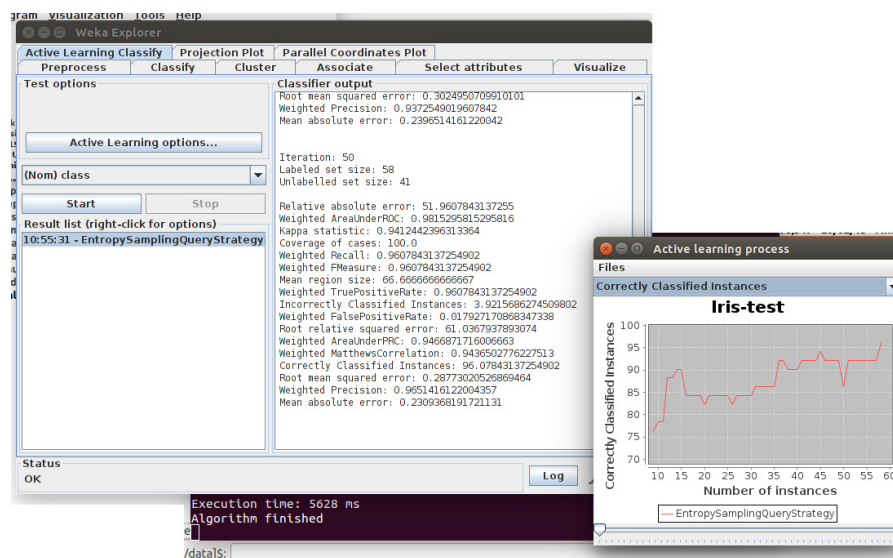 gram Visualization Tools Help
Weka Explorer
Active Learning Classify Projection Plot Parallel Coordinates Plot
Preprocess Classify Cluster Associate Select attributes Visualize
Test options
Active Learning options...
(Nom) class
Start Stop
Result list (right-click for options)
10:55:31 - EntropySamplingQueryStrategy
Classifier output
Root mean squared error: 0.3024950709910101
Weighted Precision: 0.9372549019607842
Mean absolute error: 0.2396514161220042
Iteration: 50
Labeled set size: 58
Unlabelled set size: 41
Relative absolute error: 51.9607843137255
Weighted AreaUnderROC: 0.9815295815295816
Kappa statistic: 0.9412442396313364
Coverage of cases: 100.0
Weighted Recall: 0.9607843137254902
Weighted FMeasure: 0.9607843137254902
Mean region size: 66.6666666666667
Weighted TruePositiveRate: 0.9607843137254902
Incorrectly Classified Instances: 3.9215686274509802
Weighted FalsePositiveRate: 0.017927170868347338
Root relative squared error: 61.0367937893074
Weighted AreaUnderPRC: 0.9466871716006663
Weighted MatthewsCorrelation: 0.9436502776227513
Correctly Classified Instances: 96.07843137254902
Root mean squared error: 0.28773020526869464
Weighted Precision: 0.9651416122004357
Mean absolute error: 0.2309368191721131
Status
OK
Log
Active learning process
Files
Correctly Classified Instances
Iris-test
Correctly Classified Instances
100
95
90
85
80
75
70
10 15 20 25 30 35 40 45 50 55 60
Number of instances
EntropySamplingQueryStrategy
Execution time: 5628 ms
Algorithm finished
/data]$: